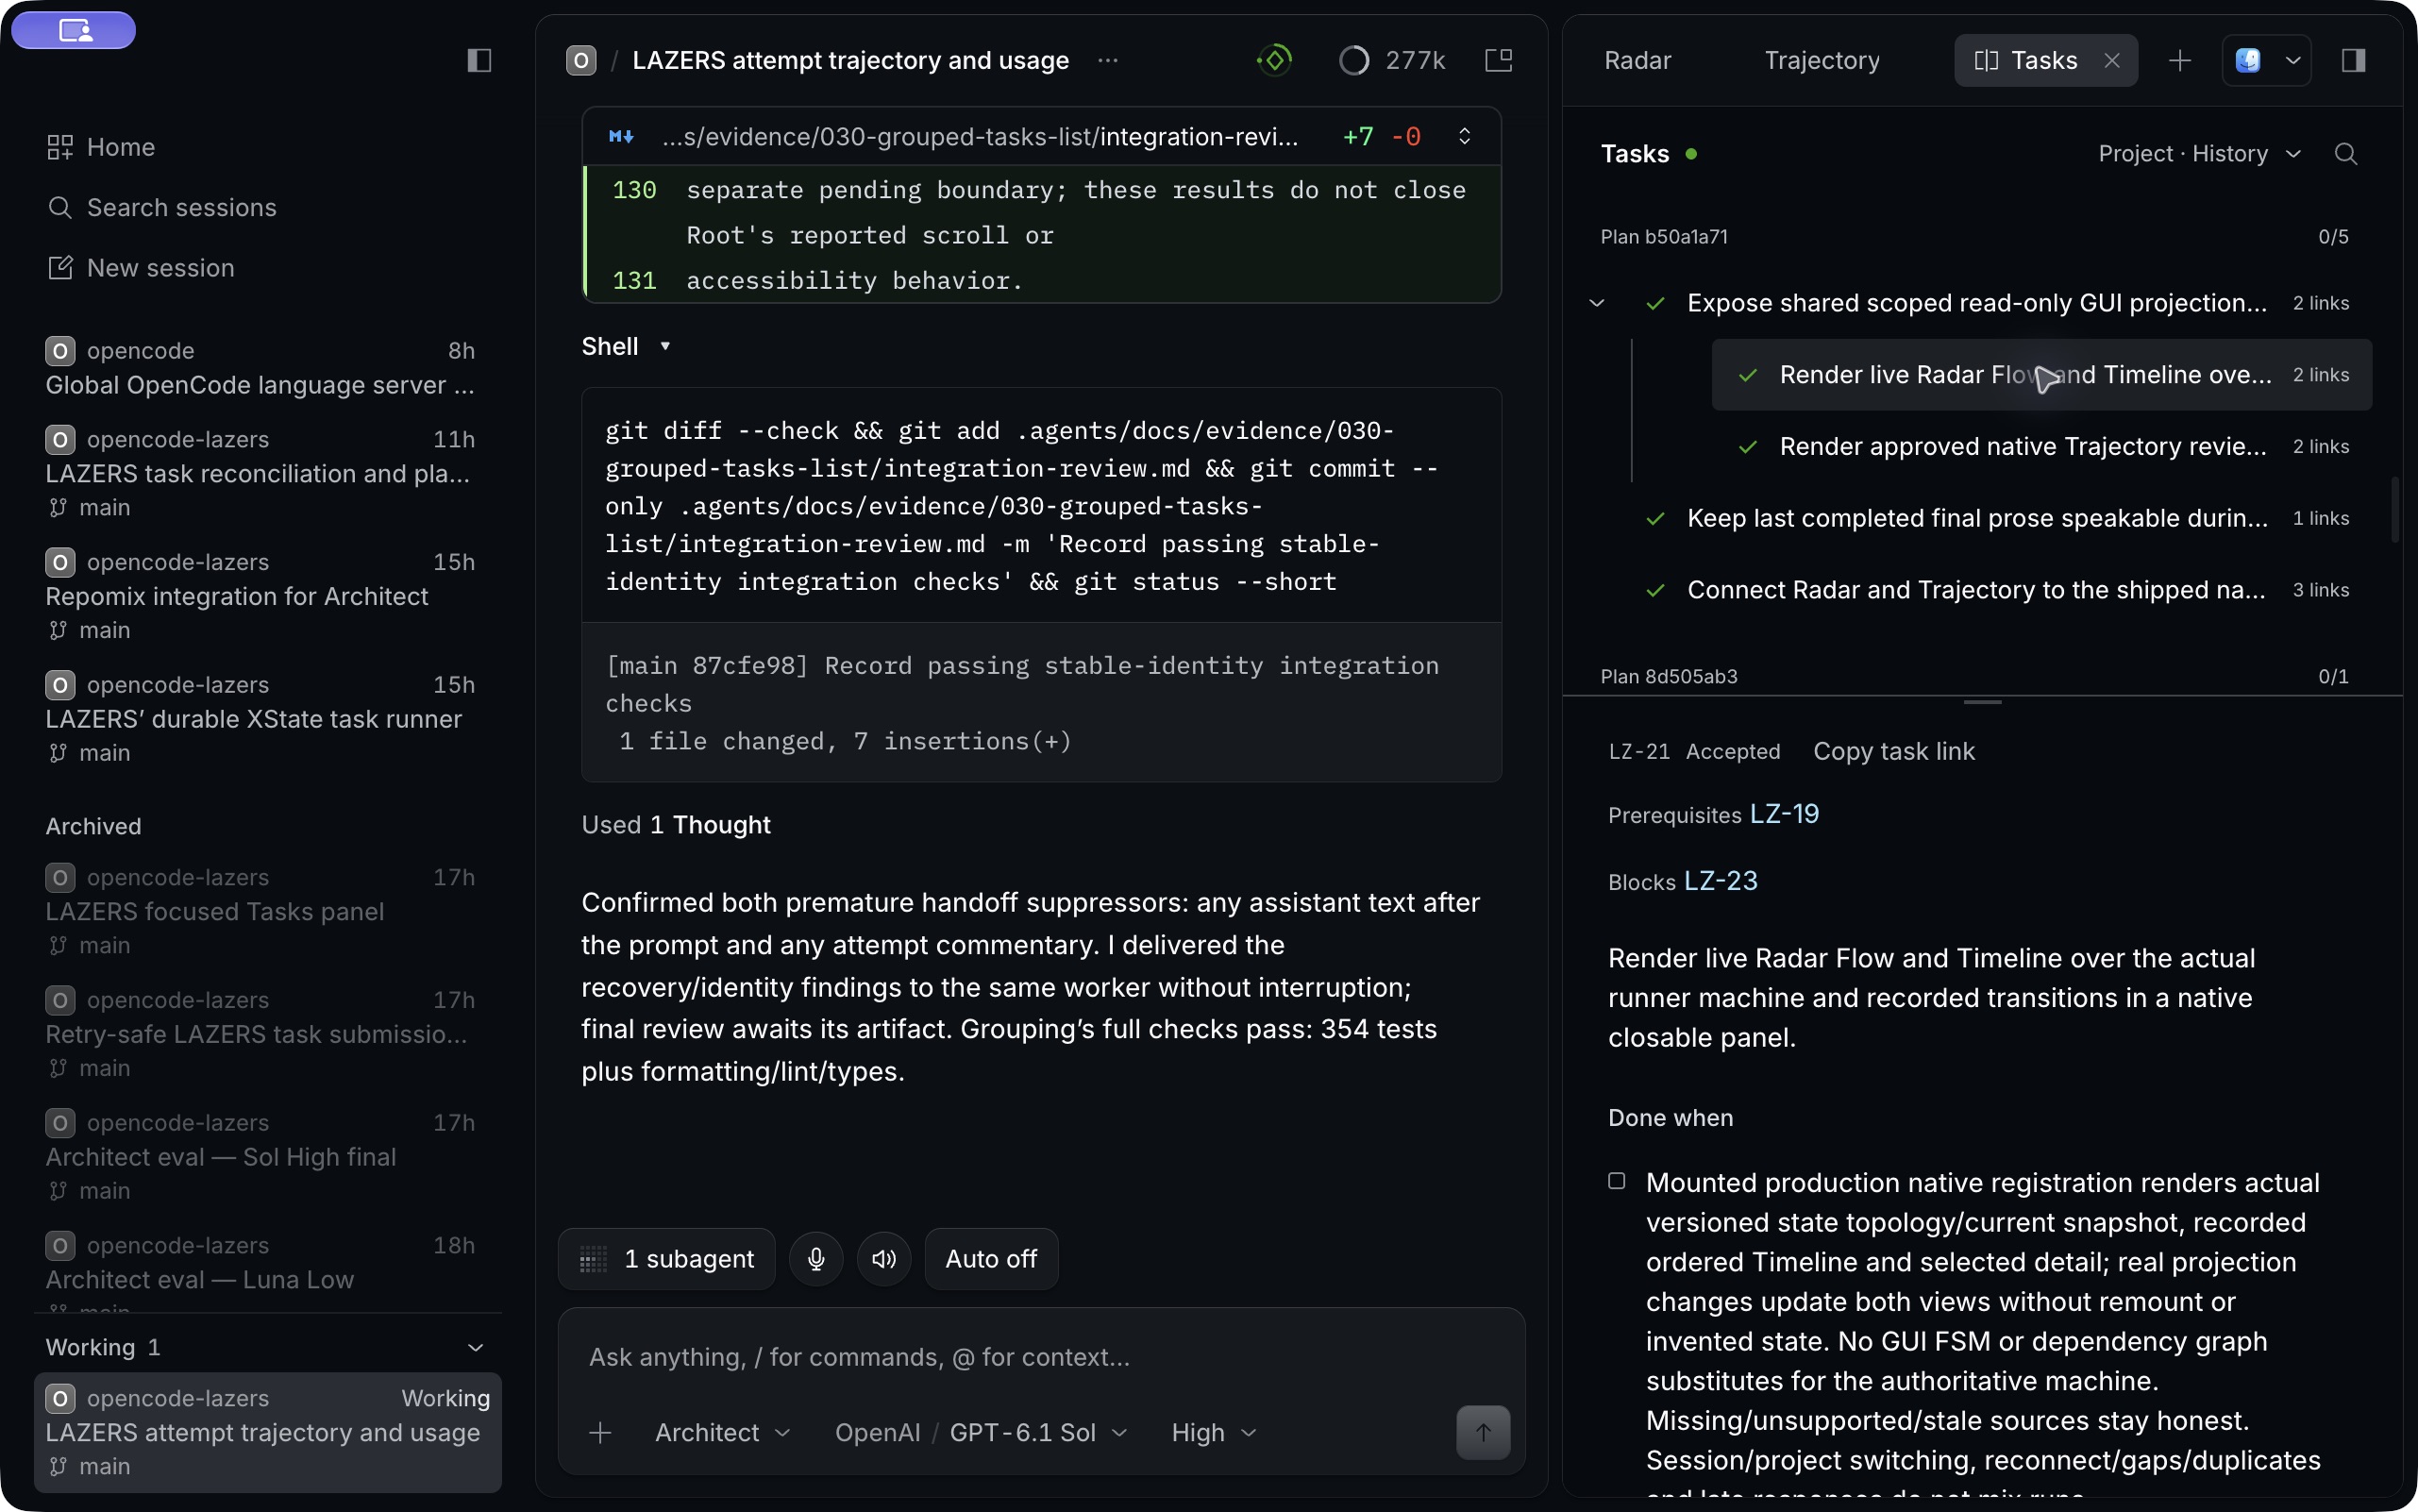 Home
Search sessions
New session
O opencode 8h
Global OpenCode language server ...
O opencode-lazers 11h
LAZERS task reconciliation and pla...
main
O opencode-lazers 15h
Repomix integration for Architect
main
O opencode-lazers 15h
LAZERS’ durable XState task runner
main
Archived
O opencode-lazers 17h
LAZERS focused Tasks panel
main
O opencode-lazers 17h
Retry-safe LAZERS task submissio...
main
O opencode-lazers 17h
Architect eval — Sol High final
main
O opencode-lazers 18h
Architect eval — Luna Low
main
Working 1
O opencode-lazers Working
LAZERS attempt trajectory and usage
main
O / LAZERS attempt trajectory and usage ... 277k
M↓ ...s/evidence/030-grouped-tasks-list/integration-revi... +7 -0
130 separate pending boundary; these results do not close
Root's reported scroll or
131 accessibility behavior.
Shell
git diff --check && git add .agents/docs/evidence/030-
grouped-tasks-list/integration-review.md && git commit --
only .agents/docs/evidence/030-grouped-tasks-
list/integration-review.md -m 'Record passing stable-
identity integration checks' && git status --short
[main 87cfe98] Record passing stable-identity integration
checks
1 file changed, 7 insertions(+)
Used 1 Thought
Confirmed both premature handoff suppressors: any assistant text after
the prompt and any attempt commentary. I delivered the
recovery/identity findings to the same worker without interruption;
final review awaits its artifact. Grouping’s full checks pass: 354 tests
plus formatting/lint/types.
1 subagent Auto off
Ask anything, / for commands, @ for context...
Architect OpenAI / GPT-6.1 Sol High
Radar Trajectory Tasks
Tasks Project · History
Plan b50a1a71 0/5
Expose shared scoped read-only GUI projection... 2 links
Render live Radar Flow and Timeline ove... 2 links
Render approved native Trajectory revie... 2 links
Keep last completed final prose speakable durin... 1 links
Connect Radar and Trajectory to the shipped na... 3 links
Plan 8d505ab3 0/1
LZ-21 Accepted Copy task link
Prerequisites LZ-19
Blocks LZ-23
Render live Radar Flow and Timeline over the actual
runner machine and recorded transitions in a native
closable panel.
Done when
Mounted production native registration renders actual
versioned state topology/current snapshot, recorded
ordered Timeline and selected detail; real projection
changes update both views without remount or
invented state. No GUI FSM or dependency graph
substitutes for the authoritative machine.
Missing/unsupported/stale sources stay honest.
Session/project switching, reconnect/gaps/duplicates
and late responses do not mix runs.